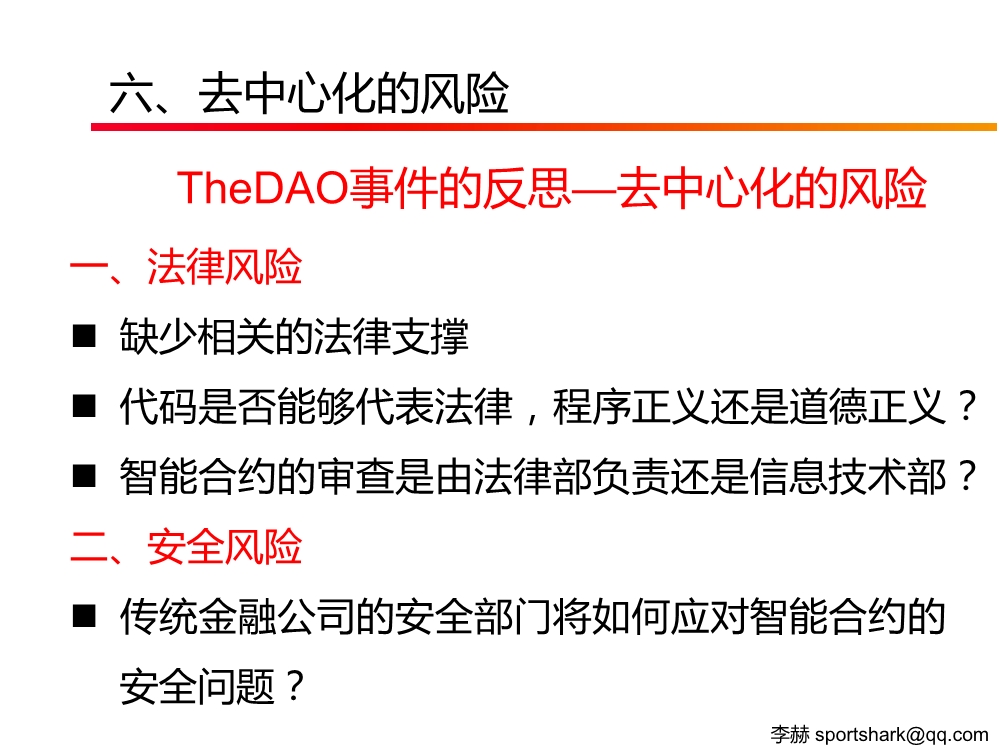 六、去中心化的风险
TheDAO事件的反思—去中心化的风险
一、法律风险
■ 缺少相关的法律支撑
■ 代码是否能够代表法律，程序正义还是道德正义？
■ 智能合约的审查是由法律部负责还是信息技术部？
二、安全风险
■ 传统金融公司的安全部门将如何应对智能合约的
安全问题？
李赫 sportshark@qq.com